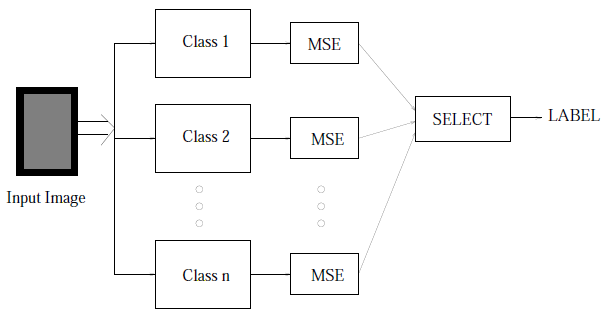 Class 1
MSE
Class 2
MSE
SELECT
LABEL
Input Image
Class n
MSE